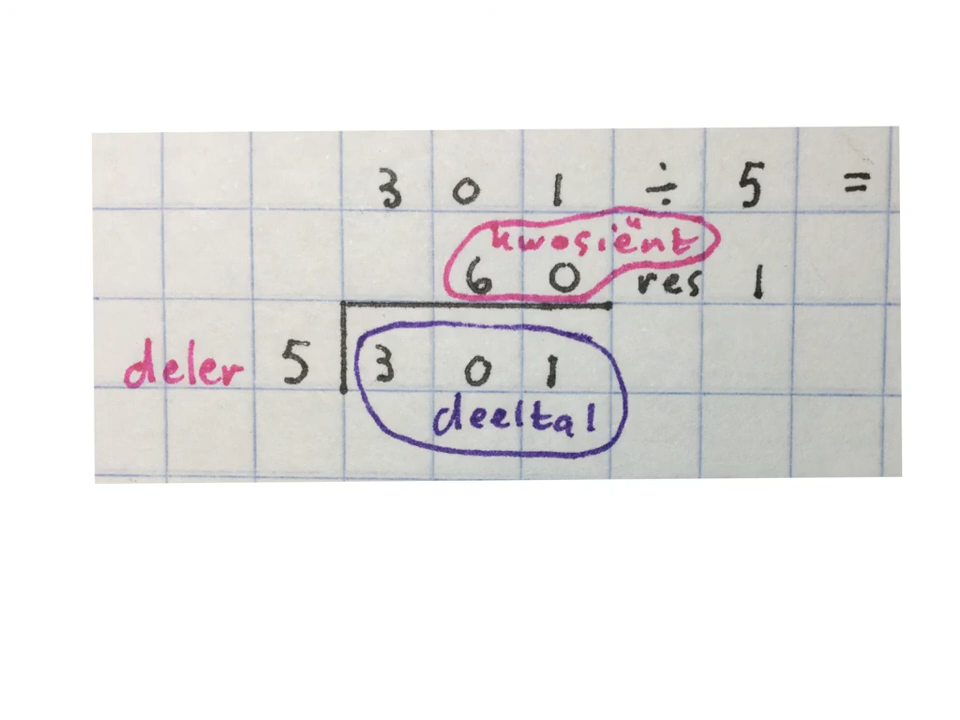 3 0 1 ÷ 5 =
kwosiënt
6 0 res 1
deler 5 3 0 1
deeltal